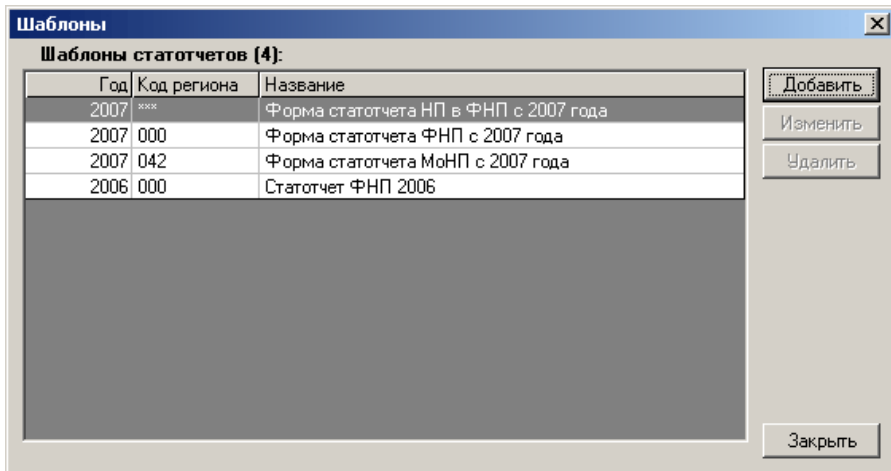 Шаблоны
Шаблоны статотчетов (4):
Год Код региона Название
2007 *** Форма статотчета НП в ФНП с 2007 года
2007 000 Форма статотчета ФНП с 2007 года
2007 042 Форма статотчета МоНП с 2007 года
2006 000 Статотчет ФНП 2006
Добавить
Изменить
Удалить
Закрыть